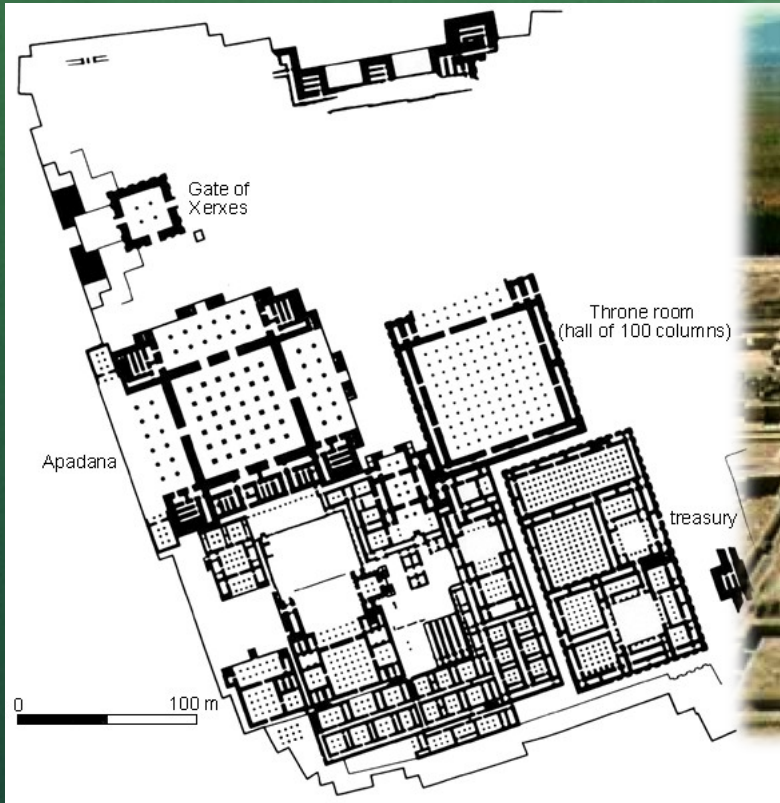 Gate of
Xerxes
Throne room
(hall of 100 columns)
Apadana
treasury
0
100 m